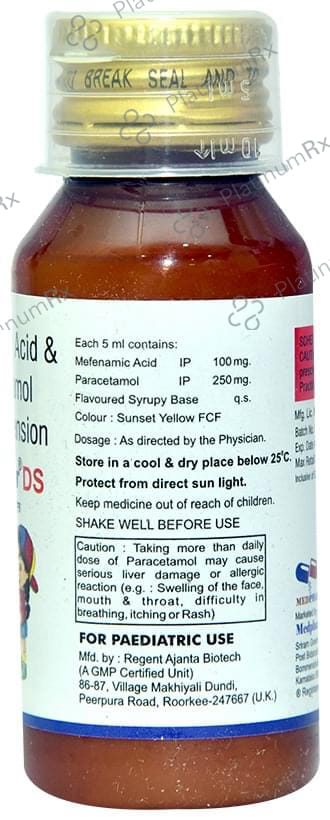 BREAK SEAL AND
10 ml
Acid &
Each 5 ml contains:
Mefenamic Acid IP 100 mg.
Paracetamol IP 250 mg.
Flavoured Syrupy Base q.s.
Colour : Sunset Yellow FCF
Dosage : As directed by the Physician.
Store in a cool & dry place below 25°C.
Protect from direct sun light.
Keep medicine out of reach of children.
SHAKE WELL BEFORE USE
Caution : Taking more than daily
dose of Paracetamol may cause
serious liver damage or allergic
reaction (e.g. : Swelling of the face,
mouth & throat, difficulty in
breathing, itching or Rash)
FOR PAEDIATRIC USE
Mfd. by : Regent Ajanta Biotech
(A GMP Certified Unit)
86-87, Village Makhiyali Dundi,
Peerpura Road, Roorkee-247667 (U.K.)
DS
Mfg. Lic.
Batch No.
Exp. Date
Max Retail
Inclusive of
Marketed
PlatinumRx